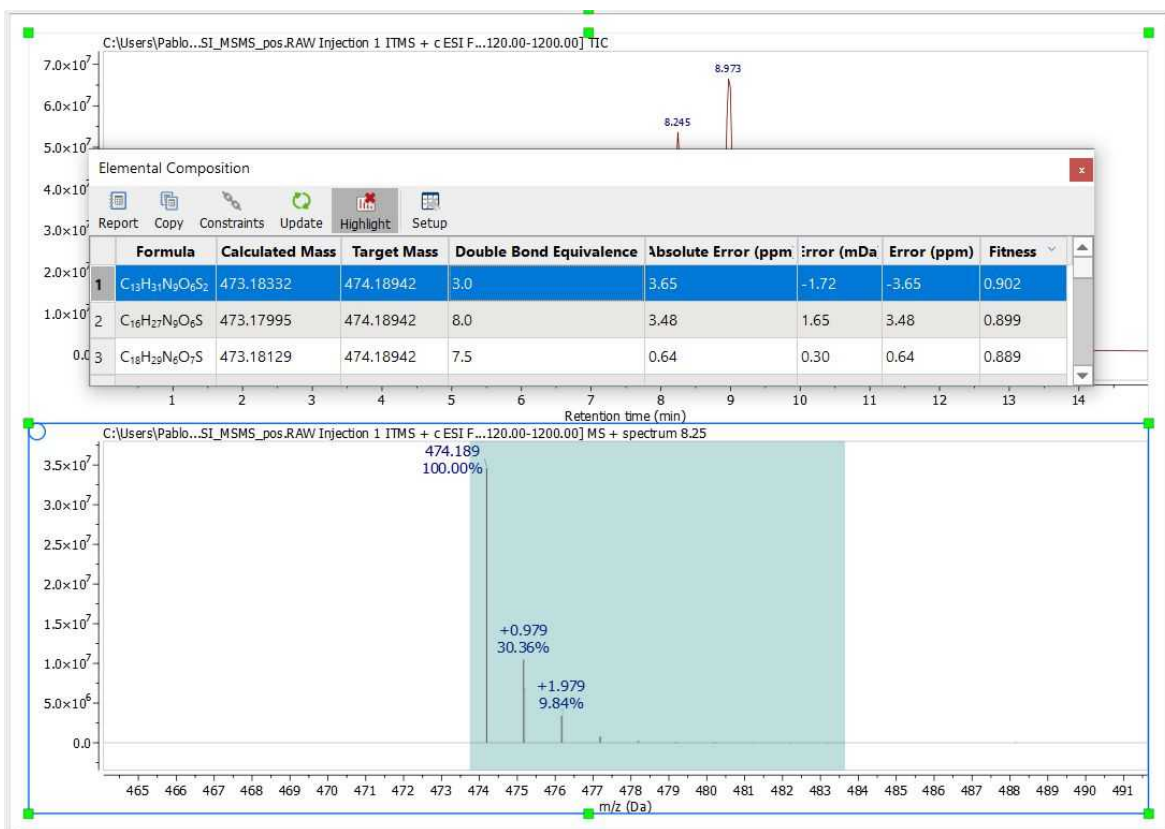 C:\Users\Pablo...SI_MSMS_pos.RAW Injection 1 ITMS + c ESI F...120.00-1200.00] TIC
7.0×10⁷
8.973
6.0×10⁷
8.245
5.0×10⁷
Elemental Composition
x
4.0×10
Report Copy Constraints Update Highlight Setup
3.0×10
Formula Calculated Mass Target Mass Double Bond Equivalence Absolute Error (ppm) Error (mDa Error (ppm) Fitness
2.0×10
1 C₁₃H₃₁N₉O₆S₂ 473.18332 474.18942 3.0 3.65 -1.72 -3.65 0.902
1.0×10
2 C₁₆H₂₇N₉O₆S 473.17995 474.18942 8.0 3.48 1.65 3.48 0.899
0.0
3 C₁₈H₂₉N₆O₇S 473.18129 474.18942 7.5 0.64 0.30 0.64 0.889
1 2 3 4 5 6 7 8 9 10 11 12 13 14
Retention time (min)
C:\Users\Pablo...SI_MSMS_pos.RAW Injection 1 ITMS + c ESI F...120.00-1200.00] MS + spectrum 8.25
474.189
100.00%
3.5×10⁷
3.0×10⁷
2.5×10⁷
2.0×10⁷
1.5×10⁷
+0.979
30.36%
1.0×10⁷
+1.979
9.84%
5.0×10⁶
0.0
465 466 467 468 469 470 471 472 473 474 475 476 477 478 479 480 481 482 483 484 485 486 487 488 489 490 491
m/z (Da)